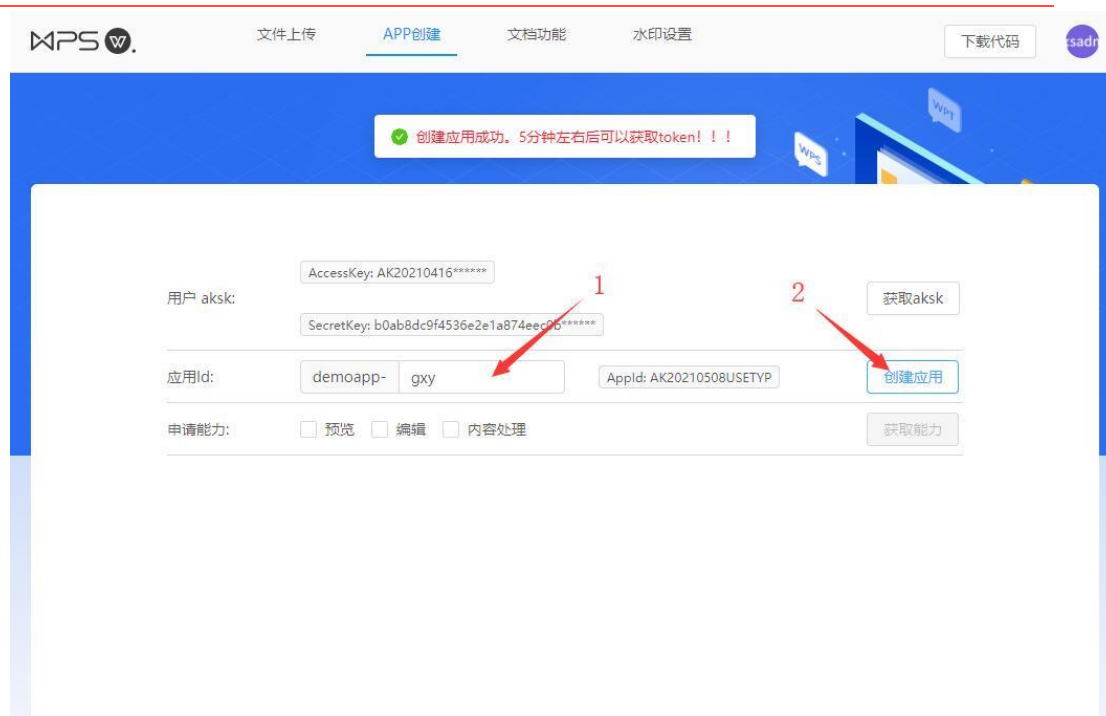 WPS W.
文件上传 APP创建 文档功能 水印设置 下载代码 ksadr
创建应用成功。5分钟左右后可以获取token!!!
WPT
WPS
AccessKey: AK20210416******
1
2
用户 aksk:
获取aksk
SecretKey: b0ab8dc9f4536e2e1a874eec9b******
应用Id: demoapp- gxy AppId: AK20210508USETYP 创建应用
申请能力: 预览 编辑 内容处理 获取能力